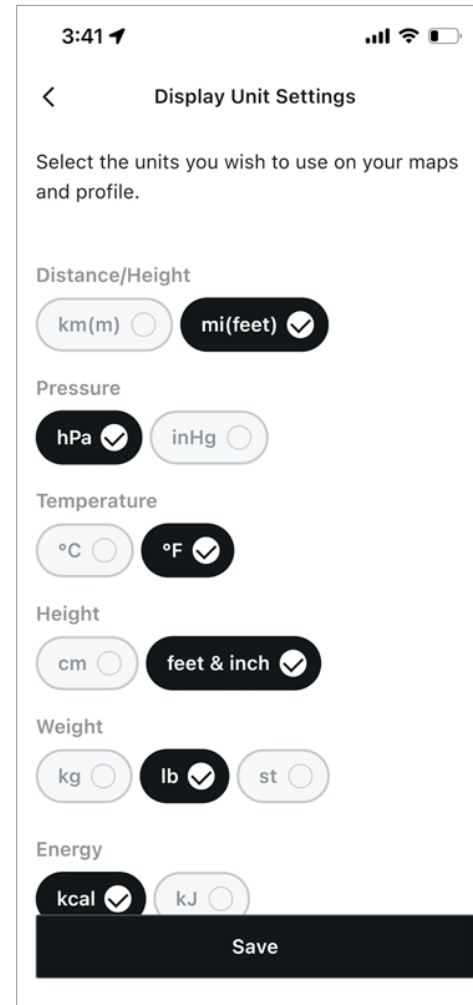 3:41
Display Unit Settings
Select the units you wish to use on your maps
and profile.
Distance/Height
km(m) mi(feet)
Pressure
hPa inHg
Temperature
°C °F
Height
cm feet & inch
Weight
kg lb st
Energy
kcal kJ
Save